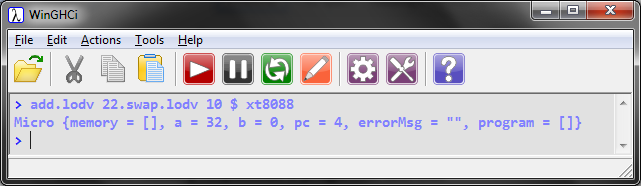 WinGHCi
File Edit Actions Tools Help
> add.lodv 22.swap.lodv 10 $ xt8088
Micro {memory = [], a = 32, b = 0, pc = 4, errorMsg = "", program = []}
>